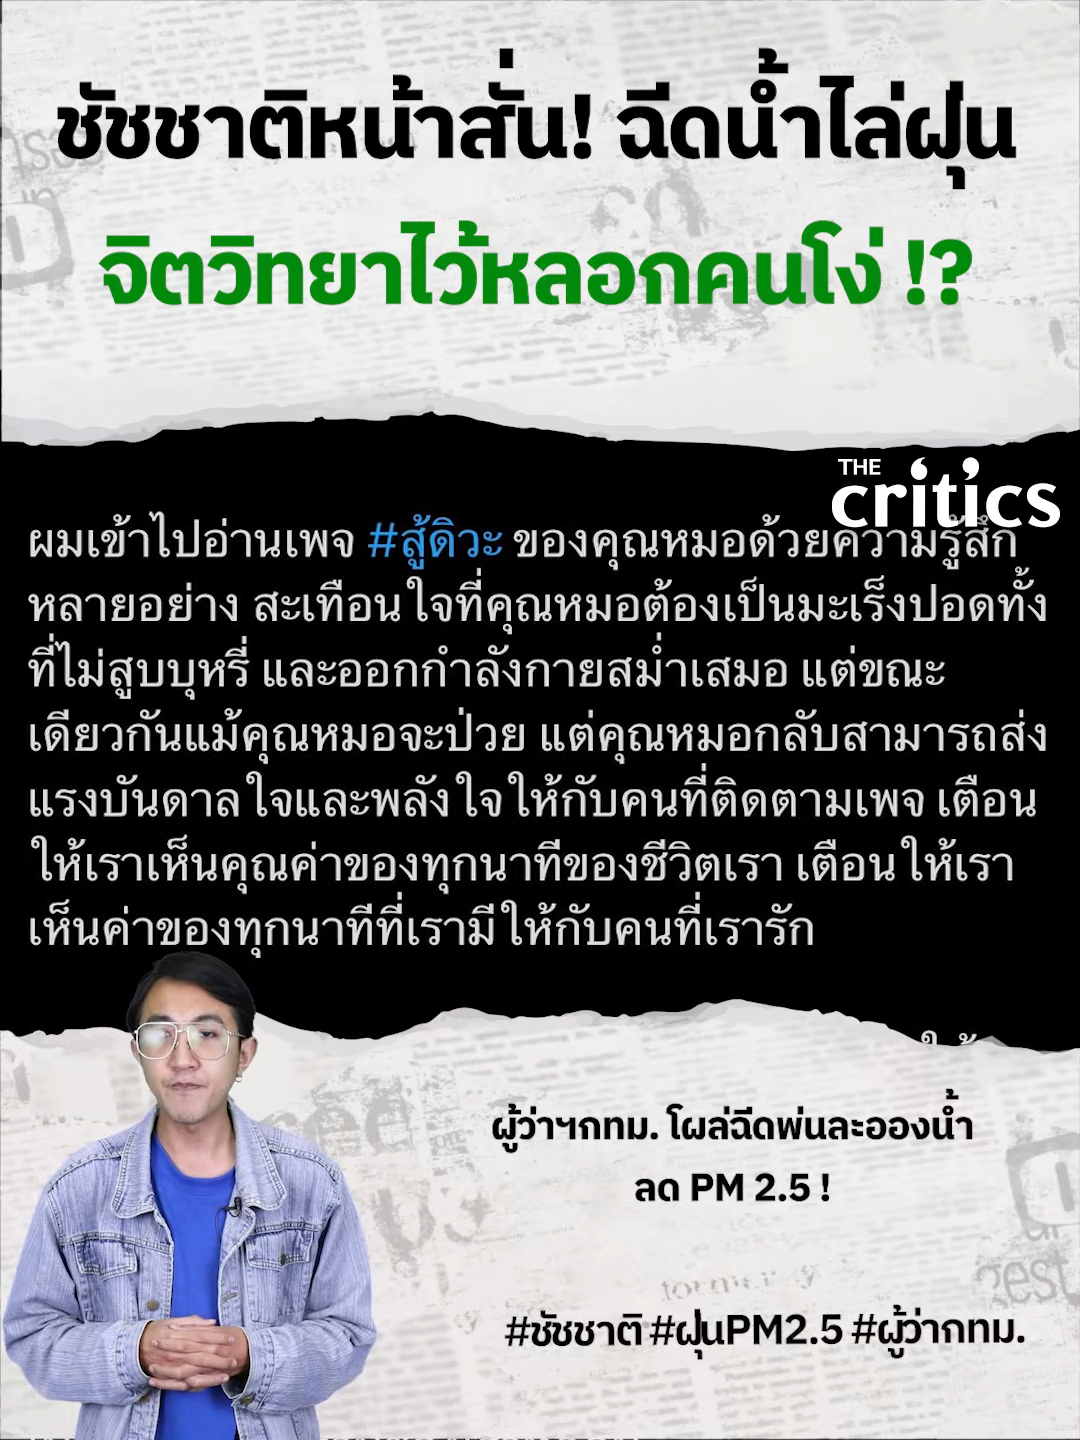 ชัชชาติหน้าสั่น! ฉีดน้ำไล่ฝุ่น
จิตวิทยาไว้หลอกคนโง่ !?
THE
critics
ผมเข้าไปอ่านเพจ #สู้ดิวะ ของคุณหมอด้วยความรู้สึก
หลายอย่าง สะเทือนใจที่คุณหมอต้องเป็นมะเร็งปอดทั้ง
ที่ไม่สูบบุหรี่ และออกกำลังกายสม่ำเสมอ แต่ขณะ
เดียวกันแม้คุณหมอจะป่วย แต่คุณหมอกลับสามารถส่ง
แรงบันดาลใจและพลังใจให้กับคนที่ติดตามเพจ เตือน
ให้เราเห็นคุณค่าของทุกนาทีของชีวิตเรา เตือนให้เรา
เห็นค่าของทุกนาทีที่เรามีให้กับคนที่เรารัก
ผู้ว่าฯกทม. โผล่ฉีดพ่นละอองน้ำ
ลด PM 2.5 !
#ชัชชาติ #ฝุ่นPM2.5 #ผู้ว่ากทม.